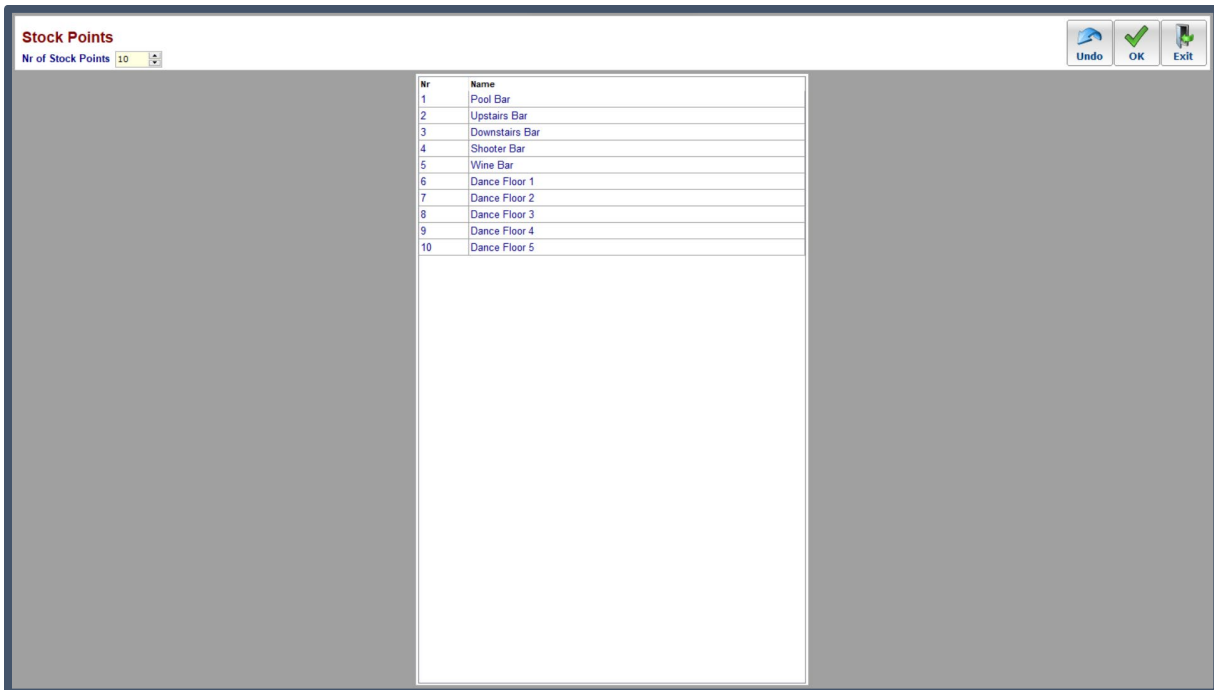 Stock Points
Nr of Stock Points 10
Undo OK Exit
Nr Name
1 Pool Bar
2 Upstairs Bar
3 Downstairs Bar
4 Shooter Bar
5 Wine Bar
6 Dance Floor 1
7 Dance Floor 2
8 Dance Floor 3
9 Dance Floor 4
10 Dance Floor 5